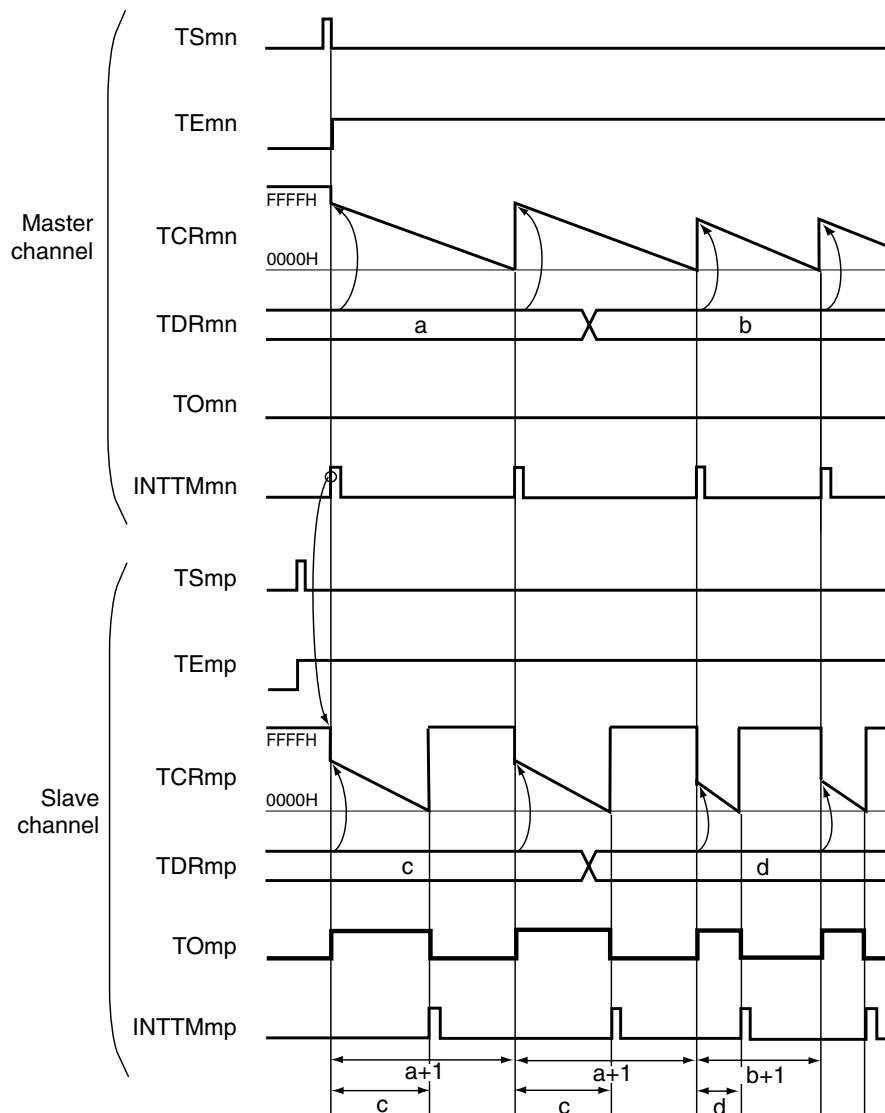 TSmn
TEmn
FFFFH
Master
channel
TCRmn
0000H
TDRmn
a
b
TOmn
INTTMmn
TSmp
TEmp
FFFFH
TCRmp
0000H
Slave
channel
TDRmp
c
d
TOmp
INTTMmp
a+1
a+1
b+1
c
c
d